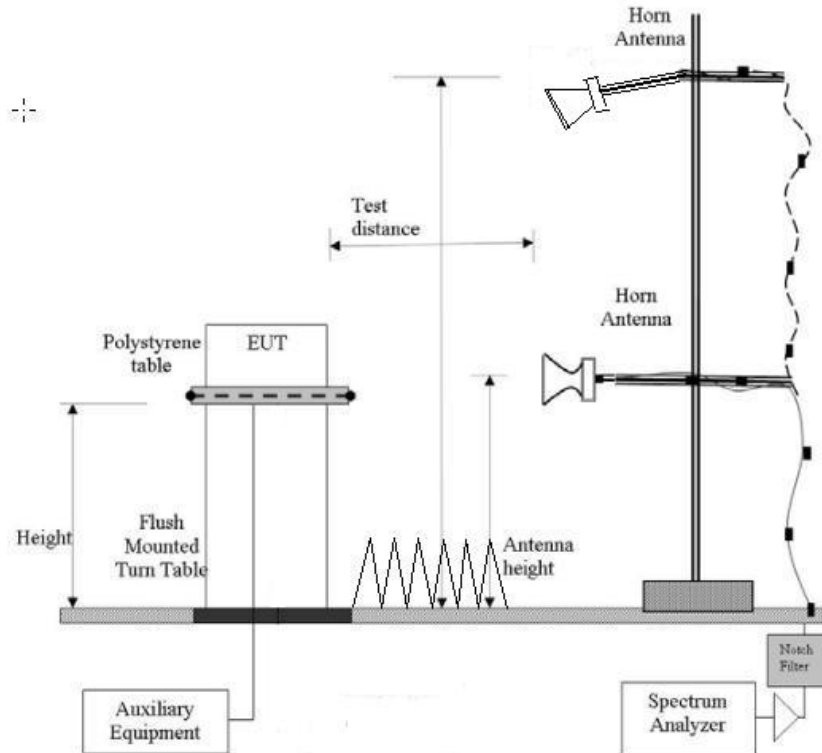 Horn
Antenna
Test
distance
Horn
Antenna
Polystyrene
table
EUT
Height
Flush
Mounted
Turn Table
Antenna
height
Notch
Filter
Auxiliary
Equipment
Spectrum
Analyzer